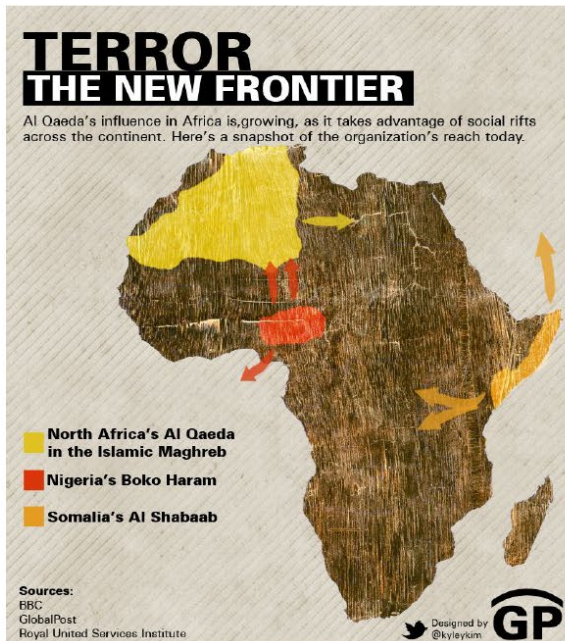 TERROR
THE NEW FRONTIER
Al Qaeda's influence in Africa is,growing, as it takes advantage of social rifts
across the continent. Here's a snapshot of the organization's reach today.
North Africa's Al Qaeda
in the Islamic Maghreb
Nigeria's Boko Haram
Somalia's Al Shabaab
Sources:
BBC
GlobalPost
Royal United Services Institute
Designed by
@kyleykim
GP